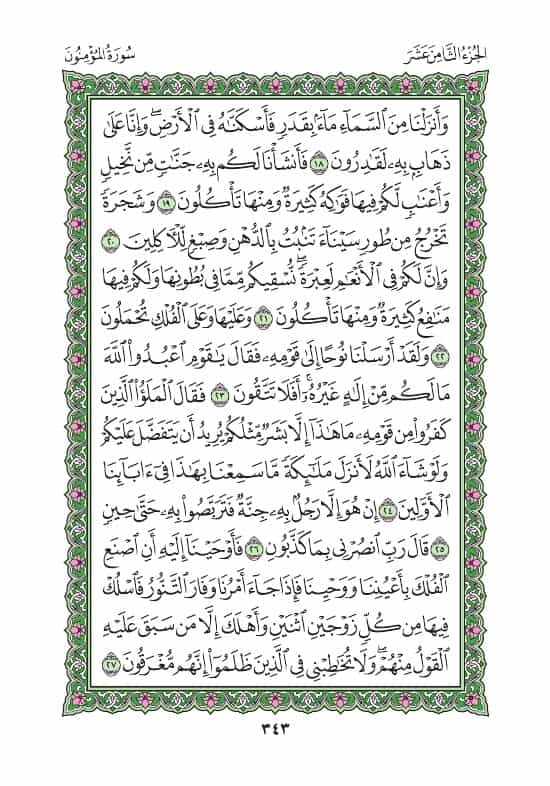 الجُزْءُ الثَّامِنَ عَشَرَ
سُورَةُ المُؤْمِنُونَ
وَأَنزَلْنَا مِنَ ٱلسَّمَآءِ مَآءًۢ بِقَدَرٍ فَأَسْكَنَّٰهُ فِى ٱلْأَرْضِۖ وَإِنَّا عَلَىٰ
ذَهَابٍۭ بِهِۦ لَقَٰدِرُونَ ١٨ فَأَنشَأْنَا لَكُم بِهِۦ جَنَّٰتٍ مِّن نَّخِيلٍ
وَأَعْنَٰبٍ لَّكُمْ فِيهَا فَوَٰكِهُ كَثِيرَةٌ وَمِنْهَا تَأْكُلُونَ ١٩ وَشَجَرَةً
تَخْرُجُ مِن طُورِ سَيْنَآءَ تَنۢبُتُ بِٱلدُّهْنِ وَصِبْغٍ لِّلْءَاكِلِينَ ٢٠
وَإِنَّ لَكُمْ فِى ٱلْأَنْعَٰمِ لَعِبْرَةًۖ نُّسْقِيكُم مِّمَّا فِى بُطُونِهَا وَلَكُمْ فِيهَا
مَنَٰفِعُ كَثِيرَةٌ وَمِنْهَا تَأْكُلُونَ ٢١ وَعَلَيْهَا وَعَلَى ٱلْفُلْكِ تُحْمَلُونَ
٢٢ وَلَقَدْ أَرْسَلْنَا نُوحًا إِلَىٰ قَوْمِهِۦ فَقَالَ يَٰقَوْمِ ٱعْبُدُوا۟ ٱللَّهَ
مَا لَكُم مِّنْ إِلَٰهٍ غَيْرُهُۥٓۚ أَفَلَا تَتَّقُونَ ٢٣ فَقَالَ ٱلْمَلَؤُا۟ ٱلَّذِينَ
كَفَرُوا۟ مِن قَوْمِهِۦ مَا هَٰذَآ إِلَّا بَشَرٌ مِّثْلُكُمْ يُرِيدُ أَن يَتَفَضَّلَ عَلَيْكُمْ
وَلَوْ شَآءَ ٱللَّهُ لَأَنزَلَ مَلَٰٓئِكَةً مَّا سَمِعْنَا بِهَٰذَا فِىٓ ءَابَآئِنَا
ٱلْأَوَّلِينَ ٢٤ إِنْ هُوَ إِلَّا رَجُلٌۢ بِهِۦ جِنَّةٌ فَتَرَبَّصُوا۟ بِهِۦ حَتَّىٰ حِينٍ
٢٥ قَالَ رَبِّ ٱنصُرْنِى بِمَا كَذَّبُونِ ٢٦ فَأَوْحَيْنَآ إِلَيْهِ أَنِ ٱصْنَعِ
ٱلْفُلْكَ بِأَعْيُنِنَا وَوَحْيِنَا فَإِذَا جَآءَ أَمْرُنَا وَفَارَ ٱلتَّنُّورُ فَٱسْلُكْ
فِيهَا مِن كُلٍّ زَوْجَيْنِ ٱثْنَيْنِ وَأَهْلَكَ إِلَّا مَن سَبَقَ عَلَيْهِ
ٱلْقَوْلُ مِنْهُمْۖ وَلَا تُخَٰطِبْنِى فِى ٱلَّذِينَ ظَلَمُوٓا۟ إِنَّهُم مُّغْرَقُونَ ٢٧
٣٤٣